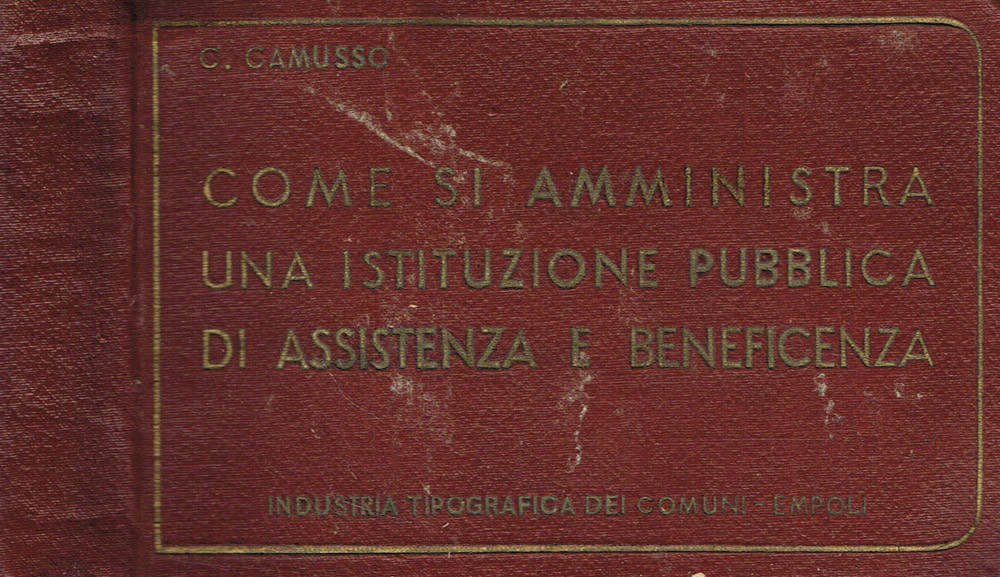 C. CAMUSSO
COME SI AMMINISTRA
UNA ISTITUZIONE PUBBLICA
DI ASSISTENZA E BENEFICENZA
INDUSTRIA TIPOGRAFICA DEI COMUNI - EMPOLI